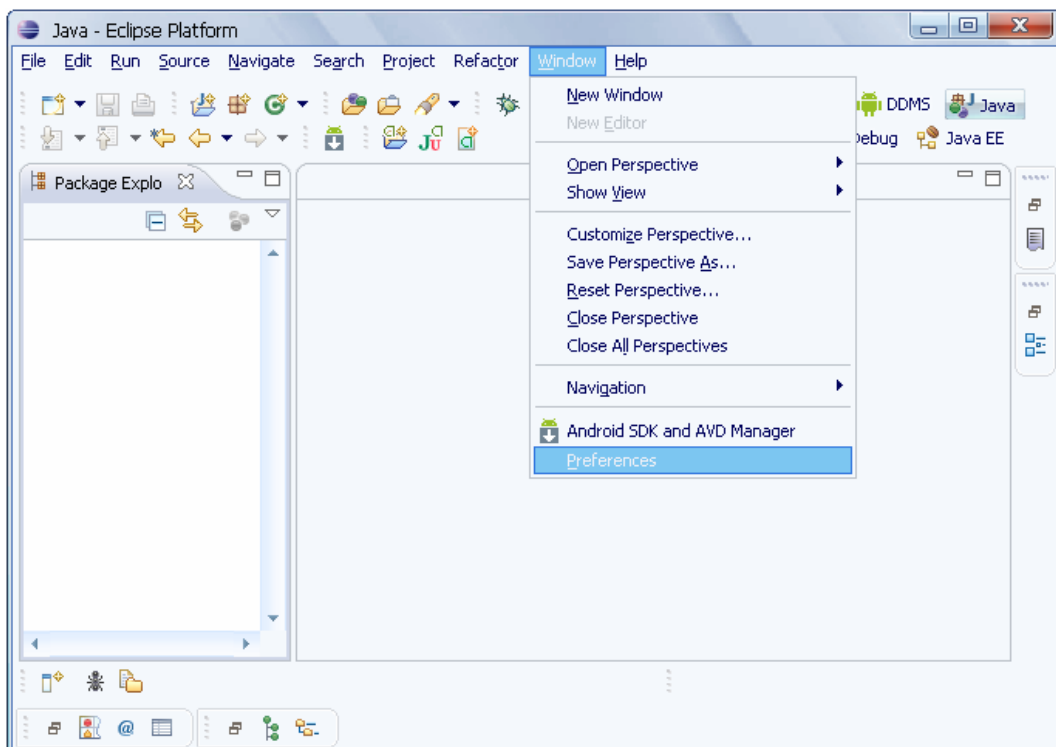 Java - Eclipse Platform
File Edit Run Source Navigate Search Project Refactor Window Help
New Window
DDMS Java
New Editor
Debug Java EE
Open Perspective
Package Explo
Show View
Customize Perspective...
Save Perspective As...
Reset Perspective...
Close Perspective
Close All Perspectives
Navigation
Android SDK and AVD Manager
Preferences